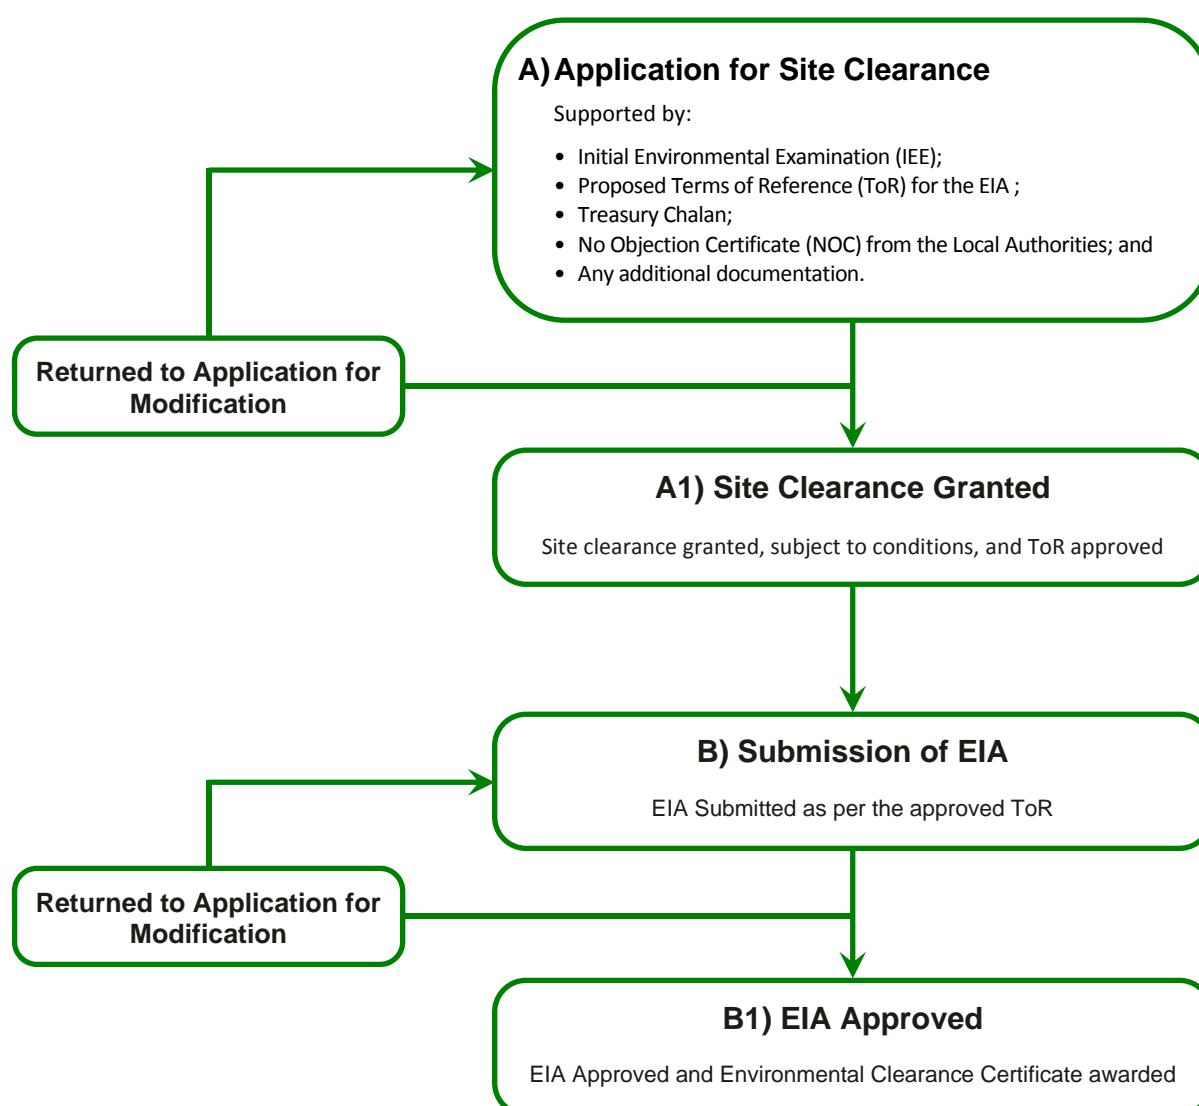 A) Application for Site Clearance
Supported by:
• Initial Environmental Examination (IEE);
• Proposed Terms of Reference (ToR) for the EIA ;
• Treasury Chalan;
• No Objection Certificate (NOC) from the Local Authorities; and
• Any additional documentation.
Returned to Application for
Modification
A1) Site Clearance Granted
Site clearance granted, subject to conditions, and ToR approved
B) Submission of EIA
EIA Submitted as per the approved ToR
Returned to Application for
Modification
B1) EIA Approved
EIA Approved and Environmental Clearance Certificate awarded